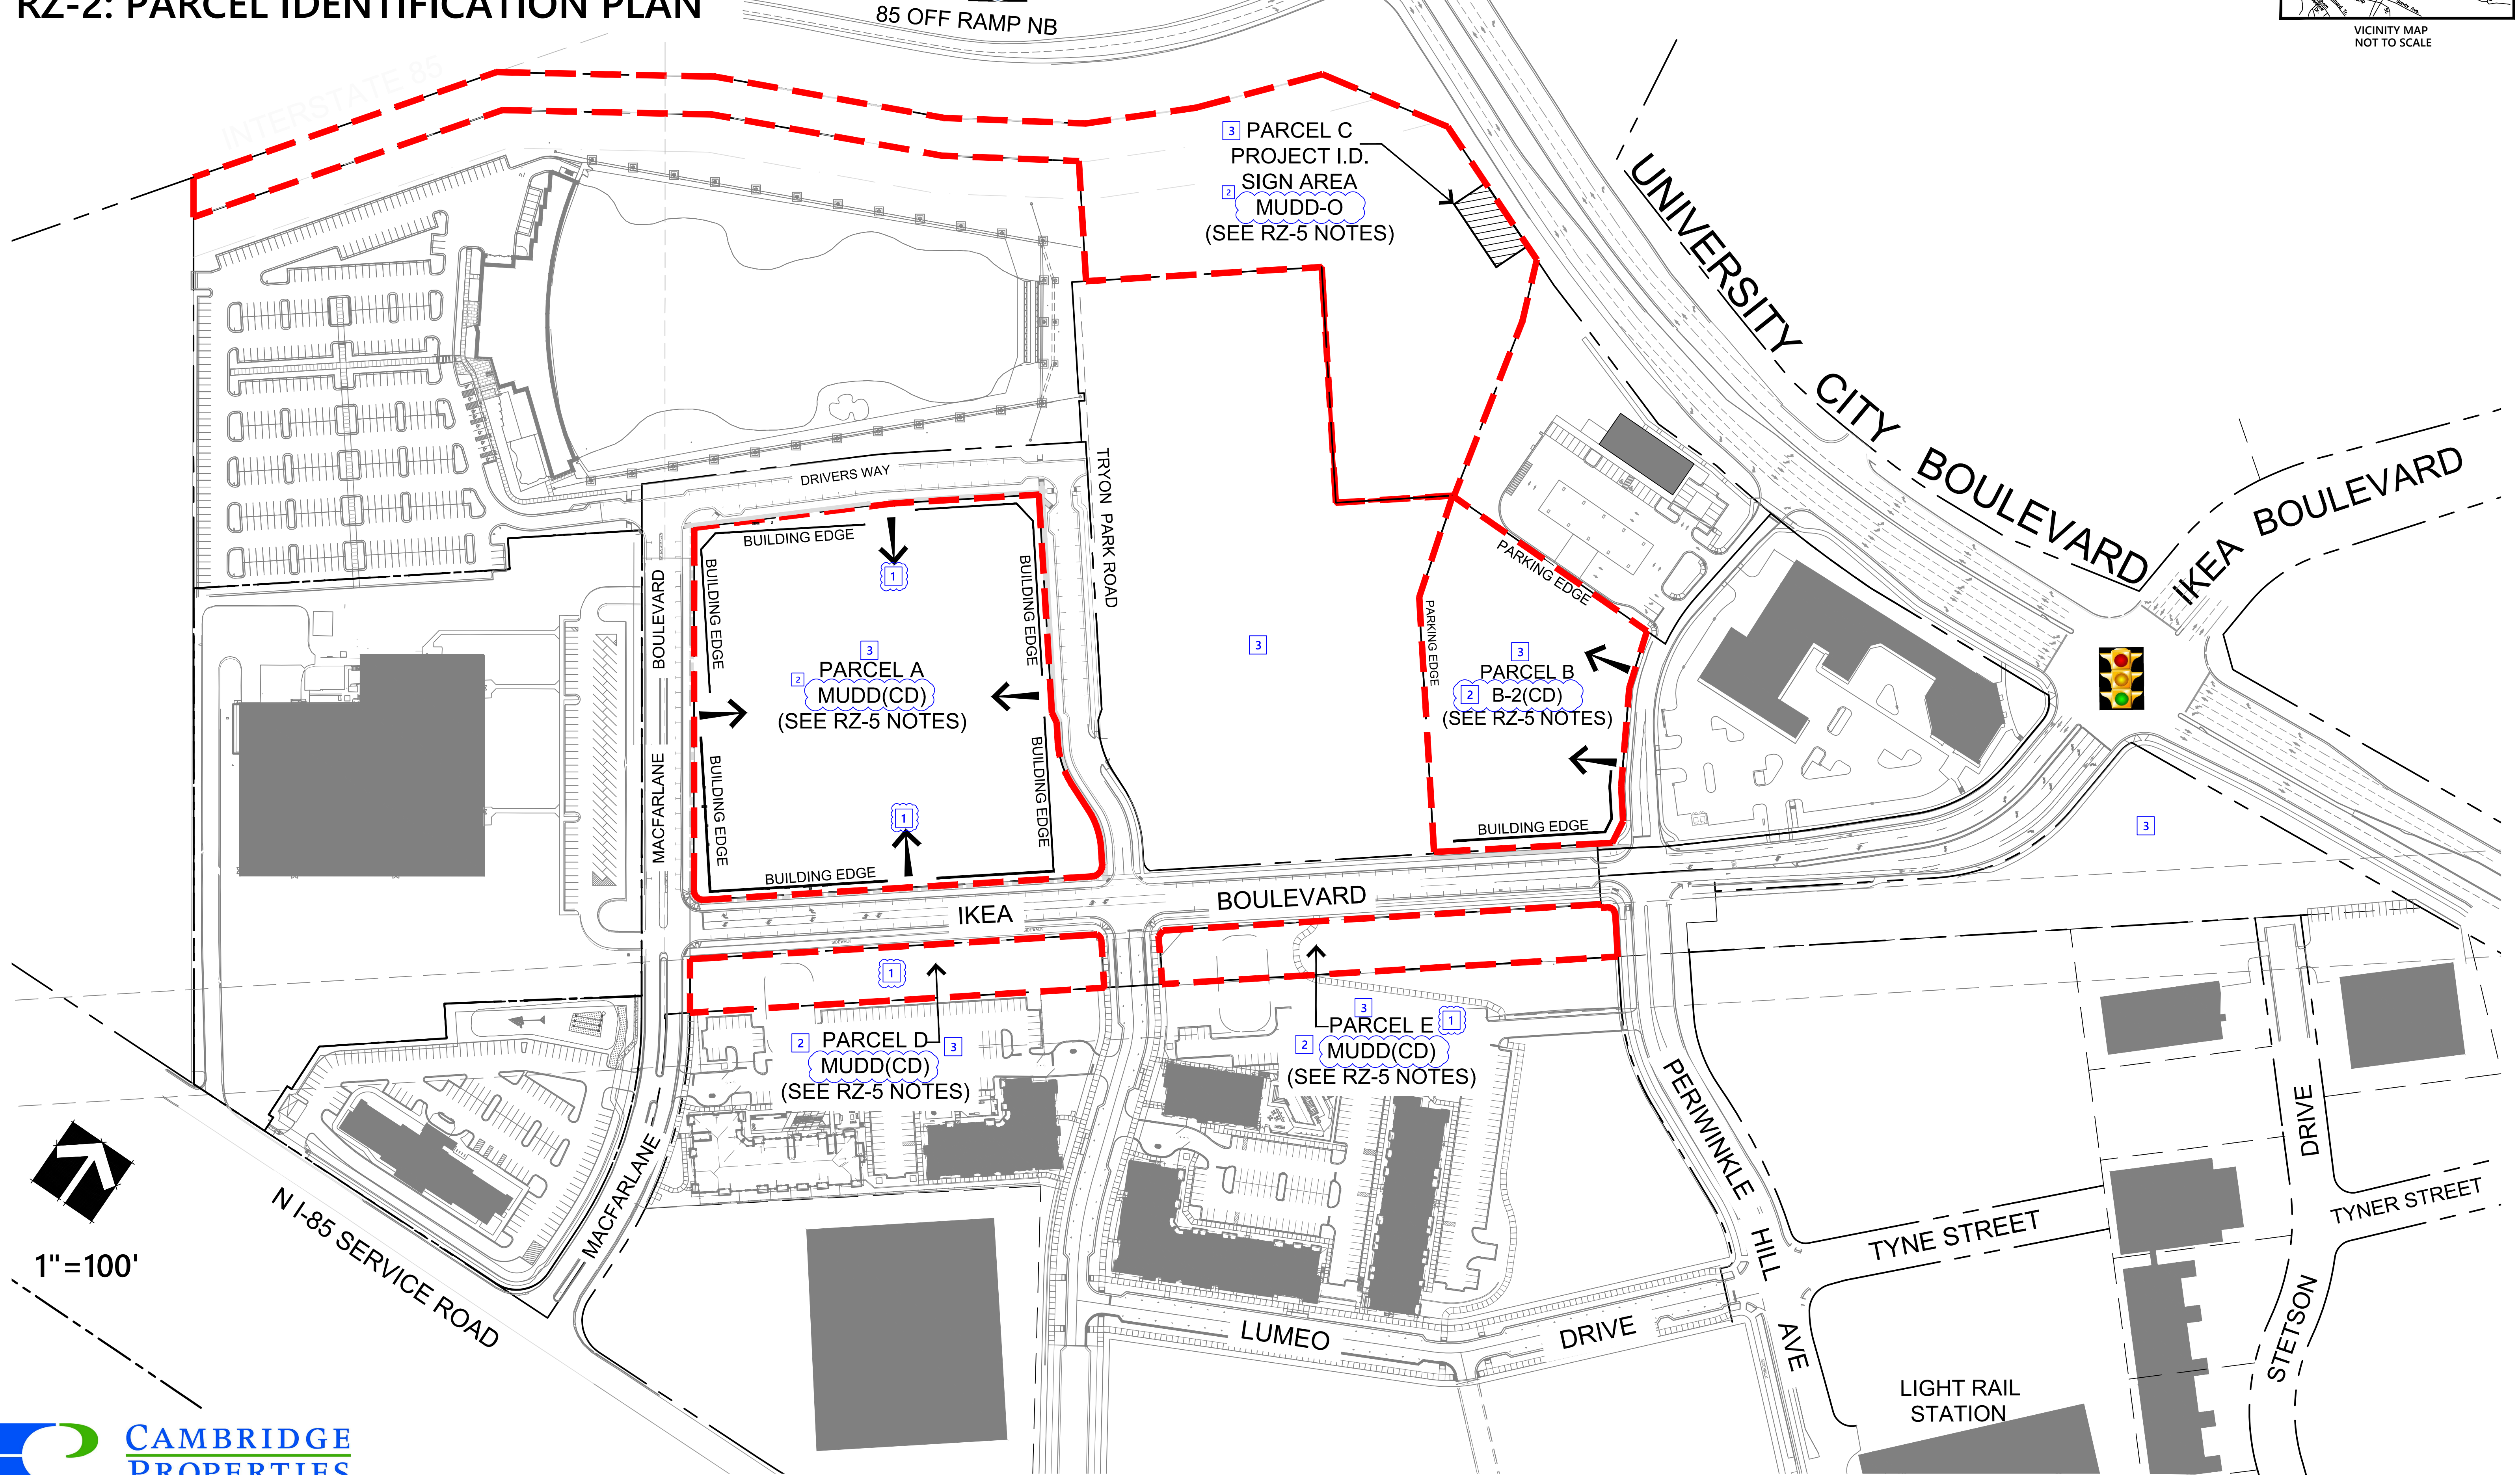 RZ-2: PARCEL IDENTIFICATION PLAN
85 OFF RAMP NB
VICINITY MAP
NOT TO SCALE
INTERSTATE 85
3 PARCEL C
PROJECT I.D.
SIGN AREA
2 MUDD-O
(SEE RZ-5 NOTES)
UNIVERSITY CITY BOULEVARD
IKEA BOULEVARD
DRIVERS WAY
TRYON PARK ROAD
BUILDING EDGE
1
BUILDING EDGE
BUILDING EDGE
MACFARLANE BOULEVARD
3
PARCEL A
2 MUDD(CD)
(SEE RZ-5 NOTES)
BUILDING EDGE
BUILDING EDGE
1
BUILDING EDGE
3
PARKING EDGE
PARKING EDGE
3
PARCEL B
2 B-2(CD)
(SEE RZ-5 NOTES)
BUILDING EDGE
3
IKEA BOULEVARD
SIDEWALK
SIDEWALK
1
2 PARCEL D 3
MUDD(CD)
(SEE RZ-5 NOTES)
3
PARCEL E 1
2 MUDD(CD)
(SEE RZ-5 NOTES)
MACFARLANE
N I-85 SERVICE ROAD
1"=100'
PERIWINKLE HILL AVE
TYNE STREET
STETSON DRIVE
TYNER STREET
LUMEO DRIVE
LIGHT RAIL
STATION
CAMBRIDGE
PROPERTIES